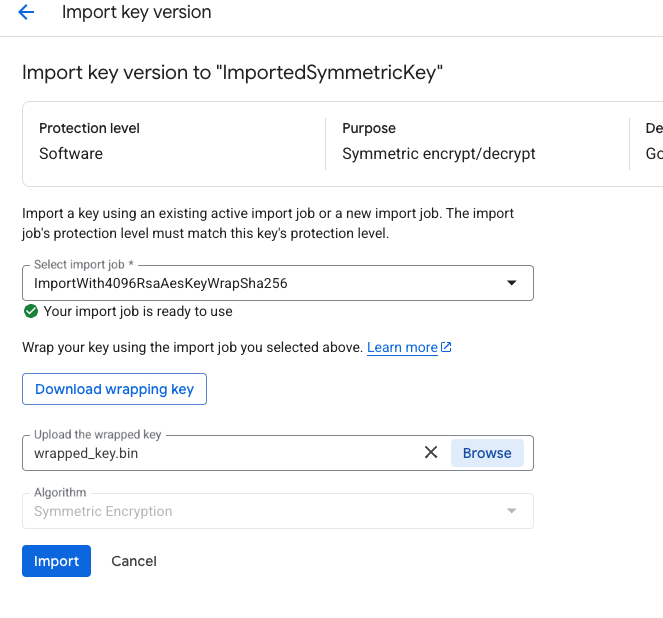 Import key version
Import key version to "ImportedSymmetricKey"
Protection level
Software
Purpose
Symmetric encrypt/decrypt
Import a key using an existing active import job or a new import job. The import
job's protection level must match this key's protection level.
Select import job *
ImportWith4096RsaAesKeyWrapSha256
Your import job is ready to use
Wrap your key using the import job you selected above. Learn more
Download wrapping key
Upload the wrapped key
wrapped_key.bin
Browse
Algorithm
Symmetric Encryption
Import Cancel